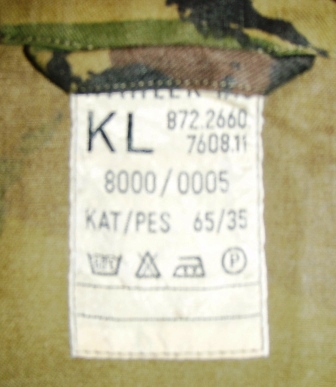 KL 872.2660
7608.11
8000/0005
KAT/PES 65/35
P